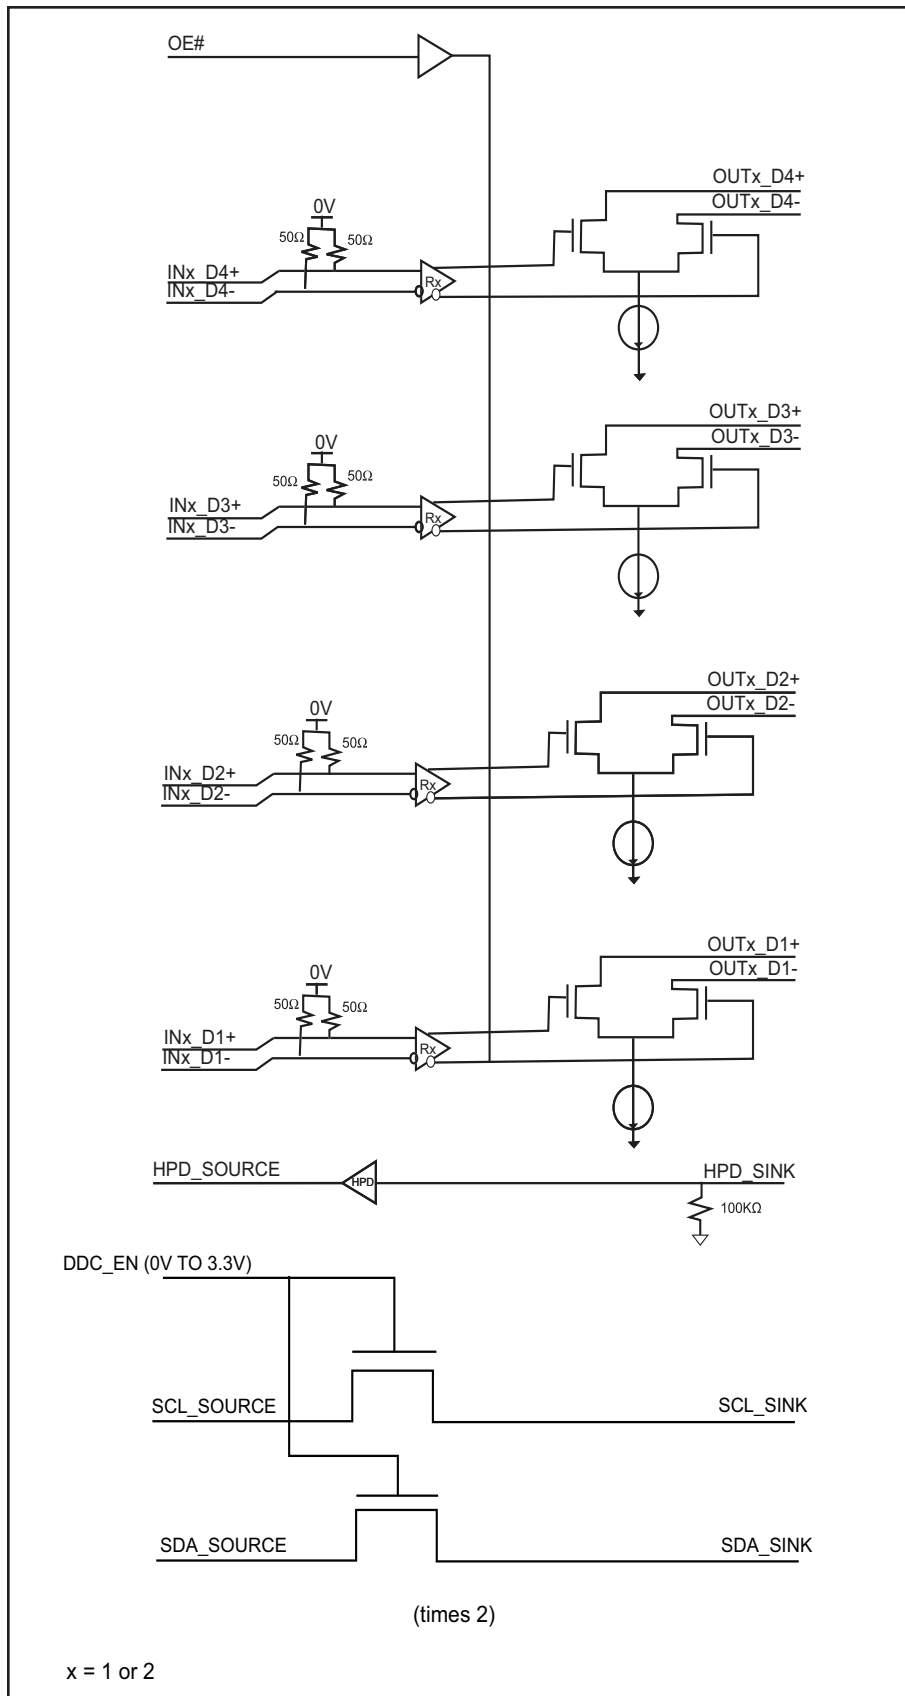 OE#
OUTx_D4+
OUTx_D4-
0V
50Ω 50Ω
INx_D4+
INx_D4-
Rx
OUTx_D3+
OUTx_D3-
0V
50Ω 50Ω
INx_D3+
INx_D3-
Rx
OUTx_D2+
OUTx_D2-
0V
50Ω 50Ω
INx_D2+
INx_D2-
Rx
OUTx_D1+
OUTx_D1-
0V
50Ω 50Ω
INx_D1+
INx_D1-
Rx
HPD_SOURCE HPD HPD_SINK
100KΩ
DDC_EN (0V TO 3.3V)
SCL_SOURCE SCL_SINK
SDA_SOURCE SDA_SINK
(times 2)
x = 1 or 2